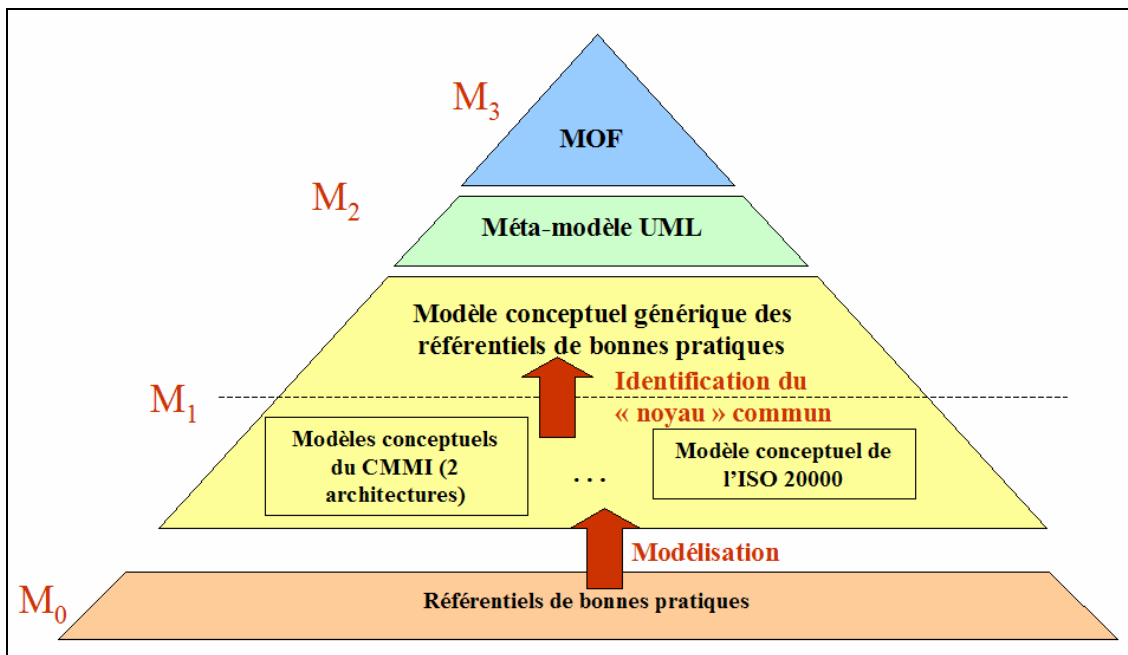 M3
MOF
M2
Méta-modèle UML
Modèle conceptuel générique des
référentiels de bonnes pratiques
Identification du
« noyau » commun
M1
Modèles conceptuels
du CMMI (2
architectures)
. . .
Modèle conceptuel de
l’ISO 20000
Modélisation
M0
Référentiels de bonnes pratiques